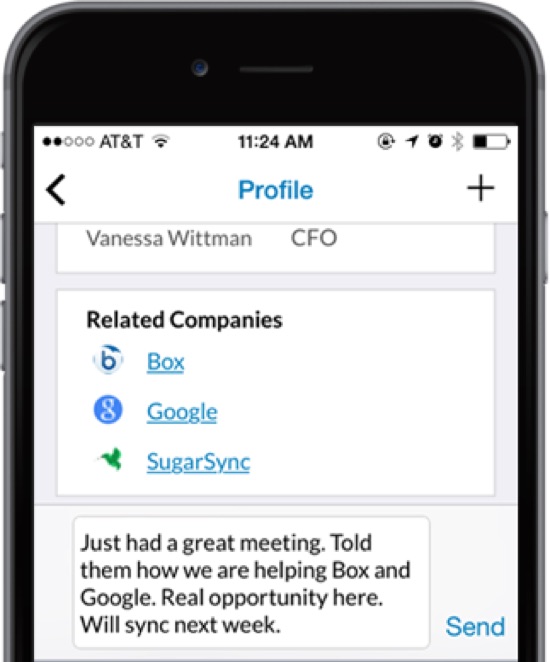 AT&T 11:24 AM
Profile
Vanessa Wittman CFO
Related Companies
b Box
8 Google
SugarSync
Just had a great meeting. Told
them how we are helping Box and
Google. Real opportunity here.
Will sync next week.
Send